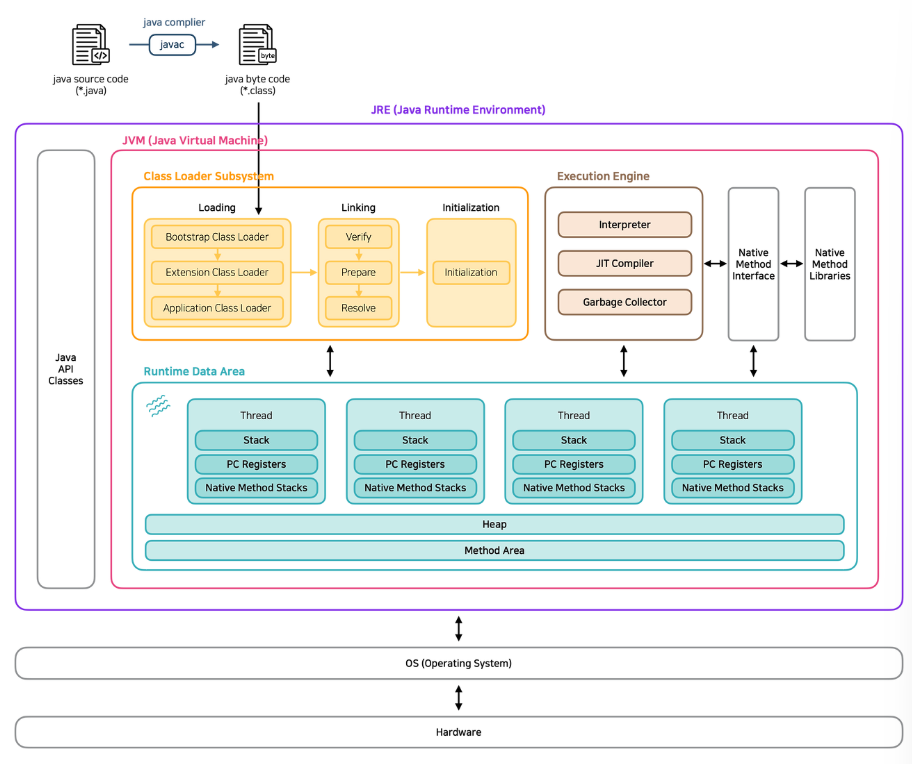 java complier
javac
</>
byte
java source code
(*.java)
java byte code
(*.class)
JRE (Java Runtime Environment)
JVM (Java Virtual Machine)
Java
API
Classes
Class Loader Subsystem
Loading
Bootstrap Class Loader
Extension Class Loader
Application Class Loader
Linking
Verify
Prepare
Resolve
Initialization
Initialization
Execution Engine
Interpreter
JIT Compiler
Garbage Collector
Native
Method
Interface
Native
Method
Libraries
Runtime Data Area
Thread
Stack
PC Registers
Native Method Stacks
Thread
Stack
PC Registers
Native Method Stacks
Thread
Stack
PC Registers
Native Method Stacks
Thread
Stack
PC Registers
Native Method Stacks
Heap
Method Area
OS (Operating System)
Hardware